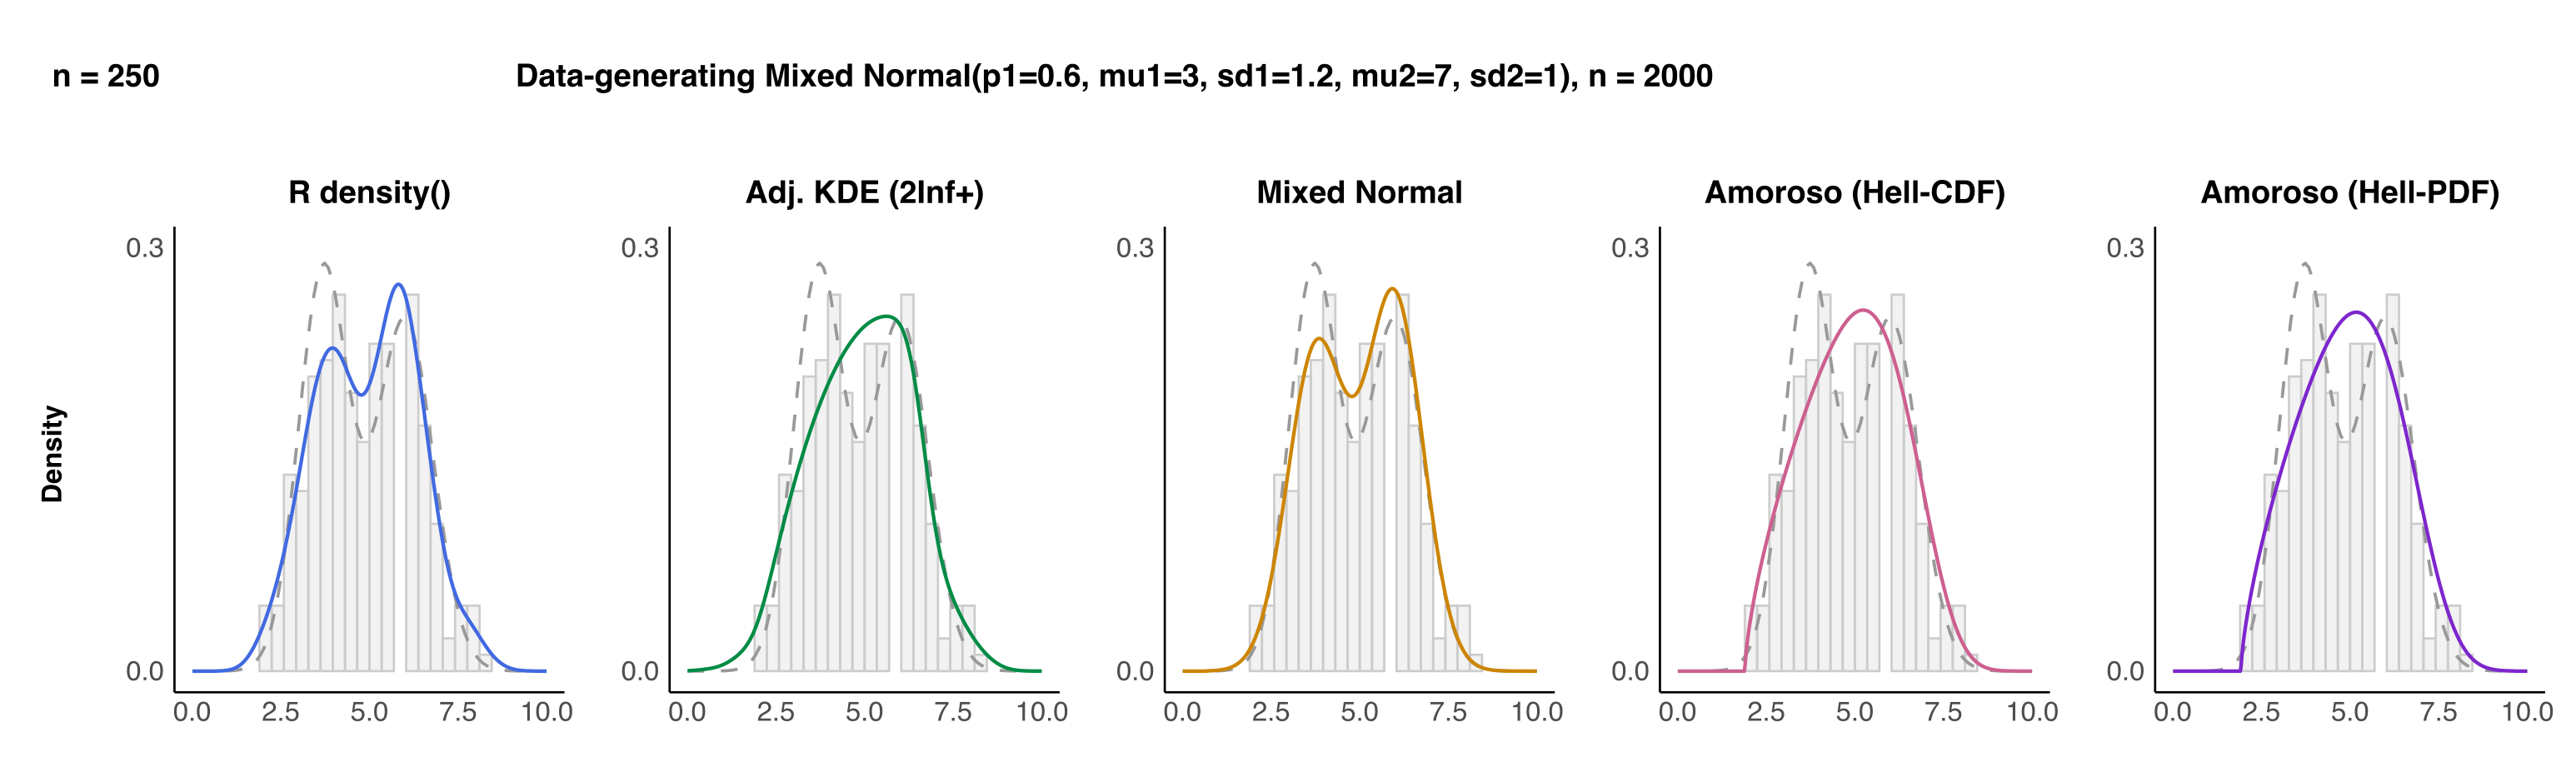 n = 250
Data-generating Mixed Normal(p1=0.6, mu1=3, sd1=1.2, mu2=7, sd2=1), n = 2000
R density()
Adj. KDE (2Inf+)
Mixed Normal
Amoroso (Hell-CDF)
Amoroso (Hell-PDF)
Density
0.3
0.0
0.0 2.5 5.0 7.5 10.0
0.3
0.0
0.0 2.5 5.0 7.5 10.0
0.3
0.0
0.0 2.5 5.0 7.5 10.0
0.3
0.0
0.0 2.5 5.0 7.5 10.0
0.3
0.0
0.0 2.5 5.0 7.5 10.0